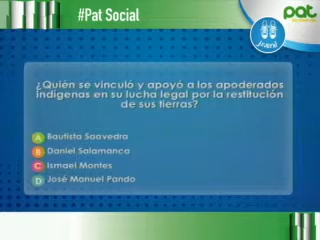 #Pat Social
pat
Juvenil
¿Quién se vinculó y apoyó a los apoderados
indígenas en su lucha legal por la restitución
de sus tierras?
A Bautista Saavedra
B Daniel Salamanca
C Ismael Montes
D José Manuel Pando